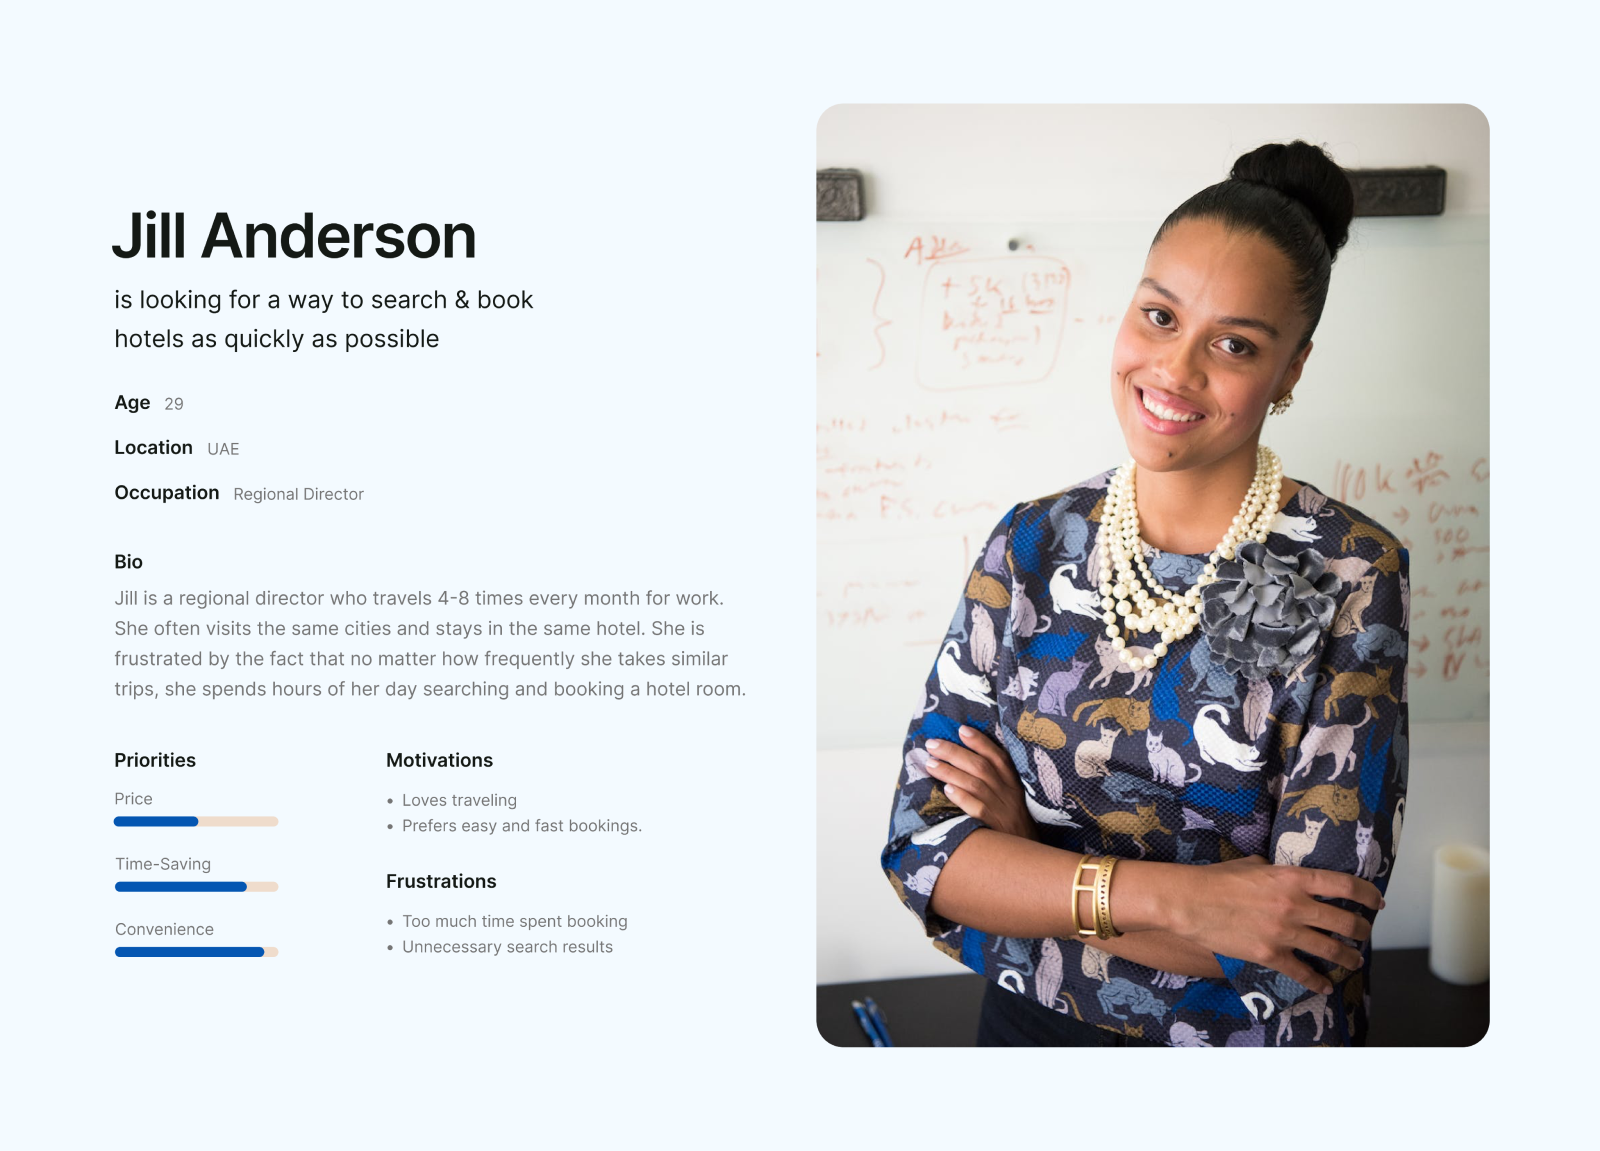 Jill Anderson
is looking for a way to search & book
hotels as quickly as possible
Age 29
Location UAE
Occupation Regional Director
Bio
Jill is a regional director who travels 4-8 times every month for work.
She often visits the same cities and stays in the same hotel. She is
frustrated by the fact that no matter how frequently she takes similar
trips, she spends hours of her day searching and booking a hotel room.
Priorities
Price
Time-Saving
Convenience
Motivations
• Loves traveling
• Prefers easy and fast bookings.
Frustrations
• Too much time spent booking
• Unnecessary search results
+ 5k
F.S.
100k
500